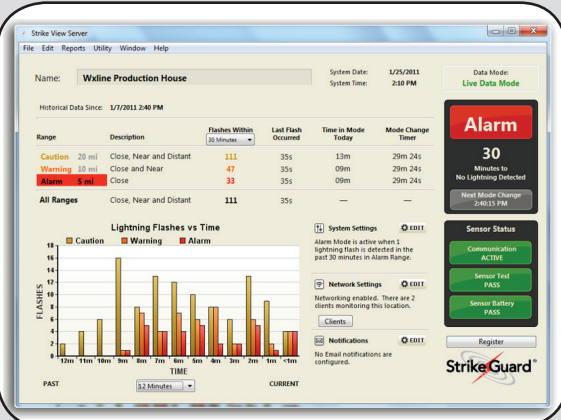 Strike View Server
File Edit Reports Utility Window Help
Name: Wxline Production House
System Date: 1/25/2011
System Time: 2:10 PM
Data Mode:
Live Data Mode
Historical Data Since: 1/7/2011 2:40 PM
Range Description Flashes Within 30 Minutes Last Flash Occurred Time in Mode Today Mode Change Timer
Caution 20 mi Close, Near and Distant 111 35s 13m 29m 24s
Warning 10 mi Close and Near 47 35s 09m 29m 24s
Alarm 5 mi Close 33 35s 09m 29m 24s
All Ranges Close, Near and Distant 111 35s — —
Alarm
30
Minutes to
No Lightning Detected
Next Mode Change
2:40:15 PM
Lightning Flashes vs Time
Caution Warning Alarm
FLASHES
18
16
14
12
10
8
6
4
2
0
12m 11m 10m 9m 8m 7m 6m 5m 4m 3m 2m 1m <1m
TIME
PAST 12 Minutes CURRENT
System Settings EDIT
Alarm Mode is active when 1
lightning flash is detected in the
past 30 minutes in Alarm Range.
Network Settings EDIT
Networking enabled. There are 2
clients monitoring this location.
Clients
Notifications EDIT
No Email notifications are
configured.
Sensor Status
Communication
ACTIVE
Sensor Test
PASS
Sensor Battery
PASS
Register
StrikeGuard®